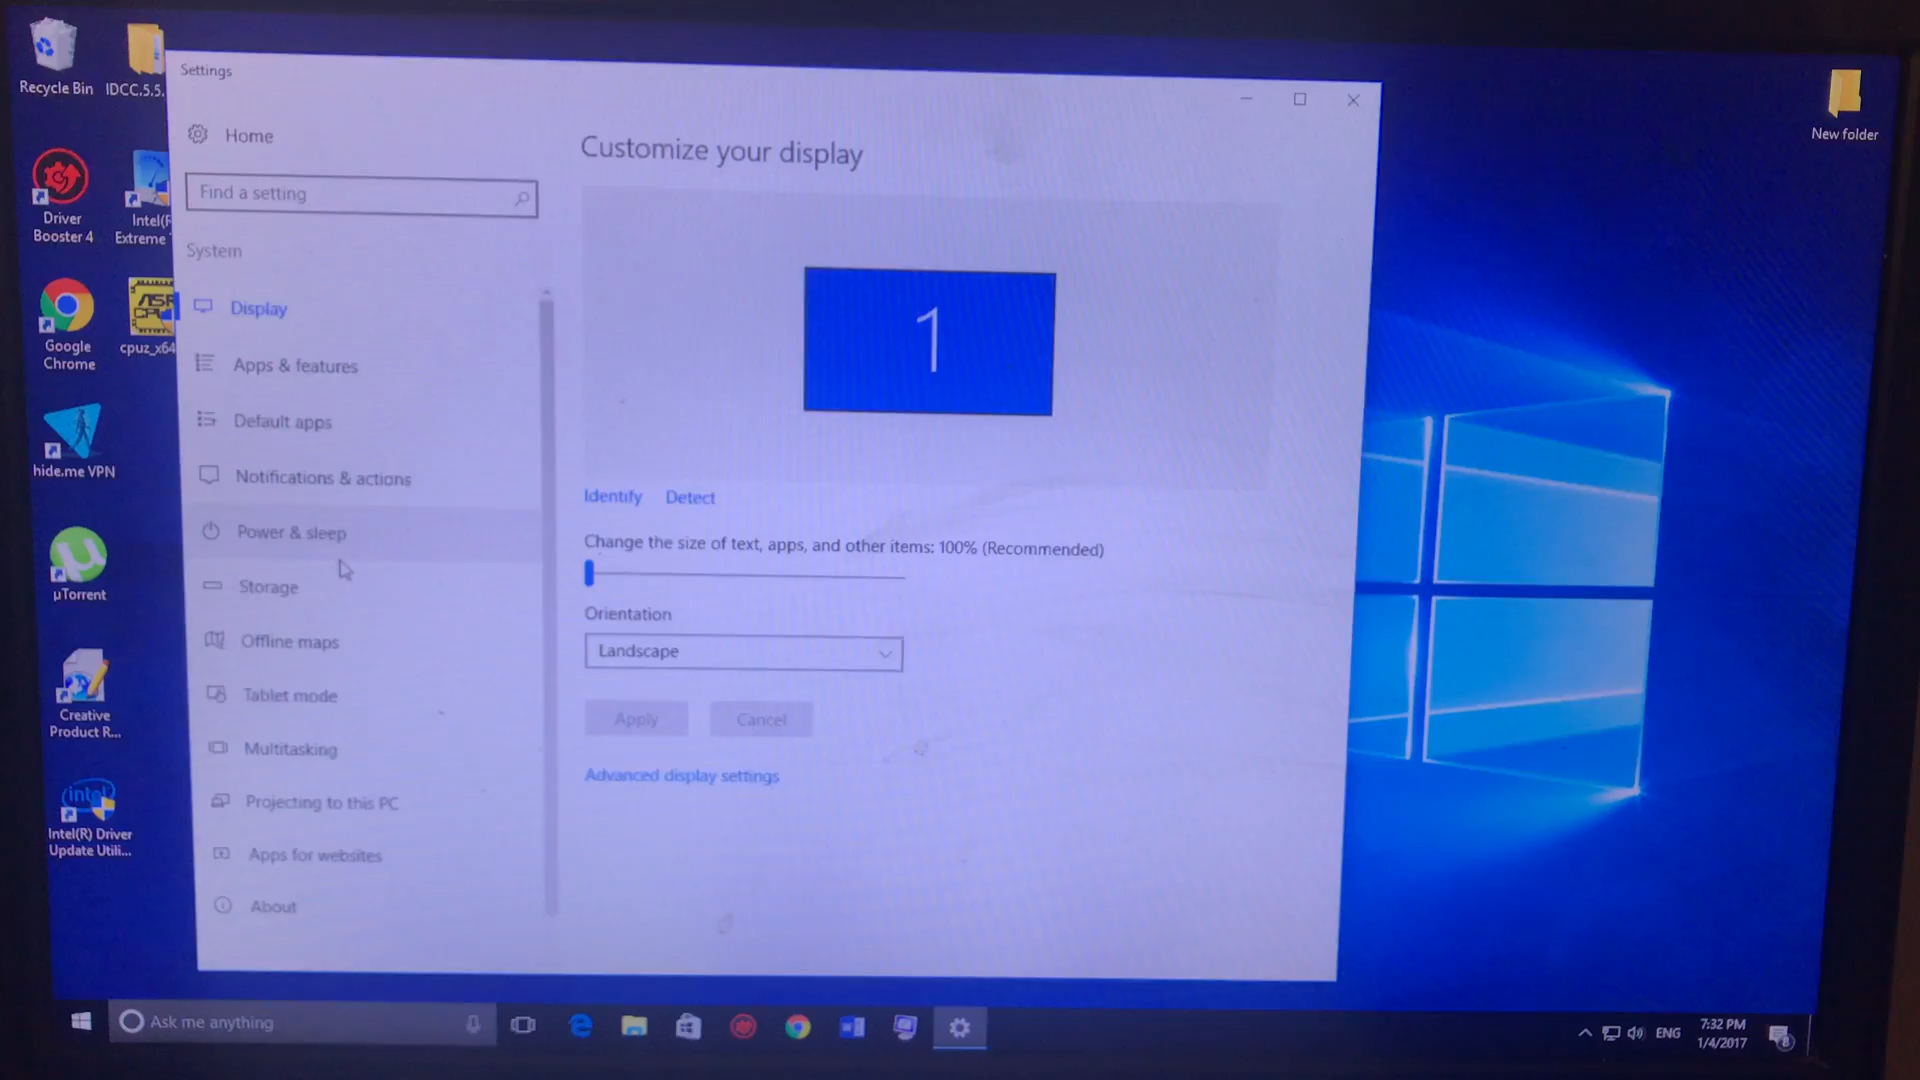 Recycle Bin
IDCC.5.5.
Driver
Booster 4
Intel(R
Extreme
Google
Chrome
cpuz_x64
hide.me VPN
µTorrent
Creative
Product R...
Intel(R) Driver
Update Utili...
New folder
Settings
Home
Find a setting
System
Display
Apps & features
Default apps
Notifications & actions
Power & sleep
Storage
Offline maps
Tablet mode
Multitasking
Projecting to this PC
Apps for websites
About
Customize your display
1
Identify Detect
Change the size of text, apps, and other items: 100% (Recommended)
Orientation
Landscape
Apply Cancel
Advanced display settings
Ask me anything
ENG
7:32 PM
1/4/2017
8